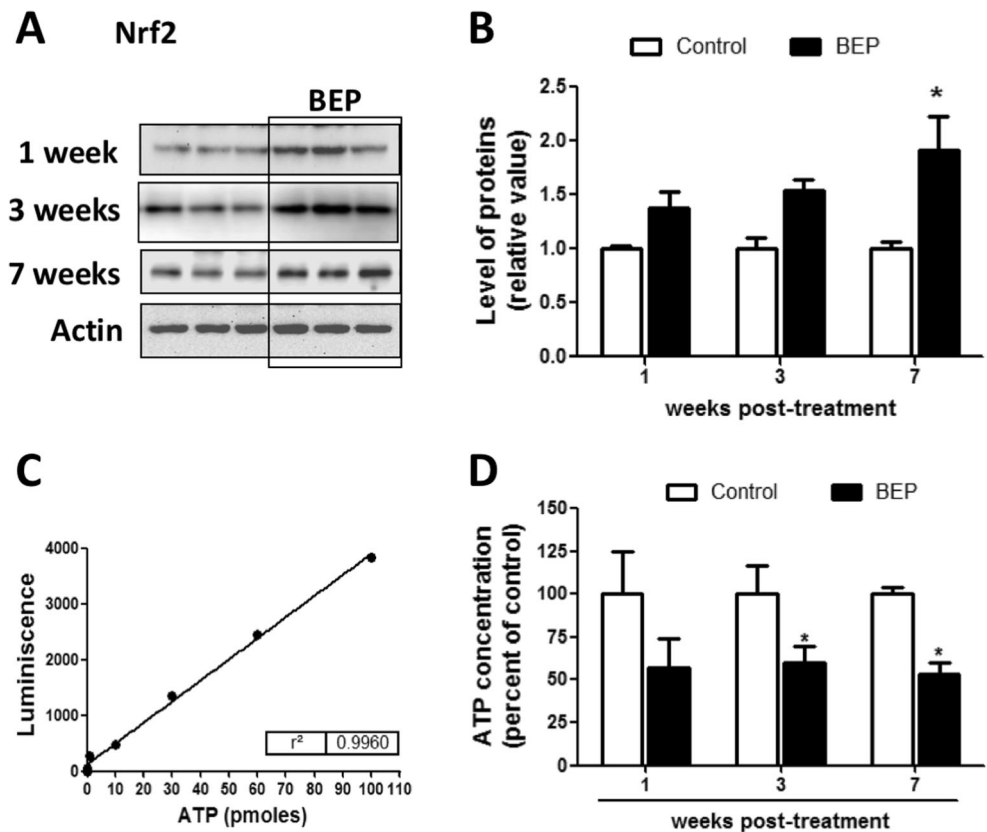 A Nrf2
BEP
1 week
3 weeks
7 weeks
Actin
B
Control BEP
Level of proteins
(relative value)
2.5
2.0
1.5
1.0
0.5
0.0
*
1 3 7
weeks post-treatment
C
Luminiscence
4000
3000
2000
1000
0
r² 0.9960
0 10 20 30 40 50 60 70 80 90 100 110
ATP (pmoles)
D
Control BEP
ATP concentration
(percent of control)
150
125
100
75
50
25
0
* *
1 3 7
weeks post-treatment